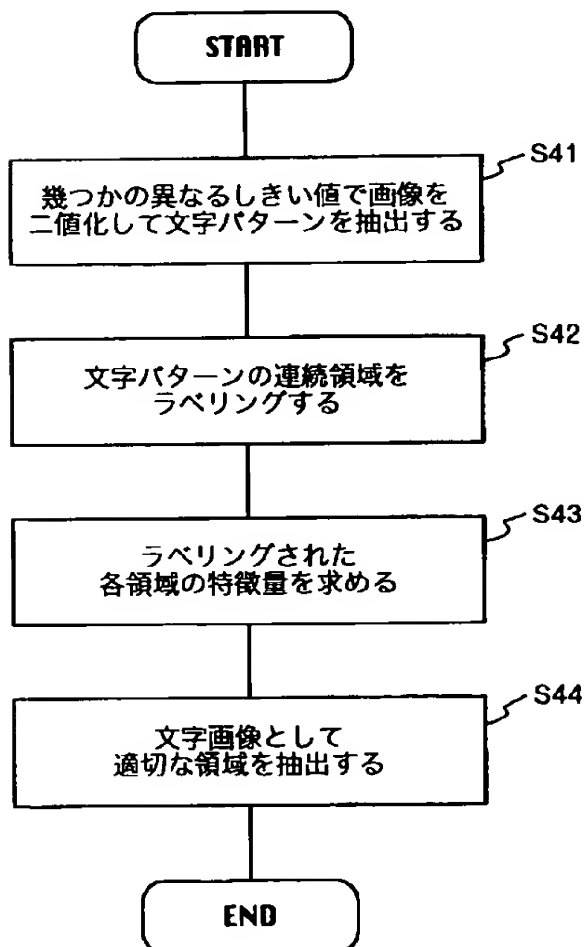 START
S41
幾つかの異なるしきい値で画像を
二値化して文字パターンを抽出する
S42
文字パターンの連続領域を
ラベリングする
S43
ラベリングされた
各領域の特徴量を求める
S44
文字画像として
適切な領域を抽出する
END